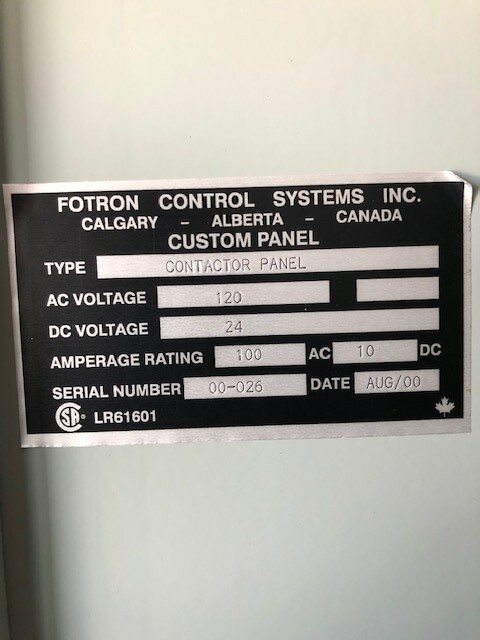 FOTRON CONTROL SYSTEMS INC.
CALGARY – ALBERTA – CANADA
CUSTOM PANEL
TYPE CONTACTOR PANEL
AC VOLTAGE 120
DC VOLTAGE 24
AMPERAGE RATING 100 AC 10 DC
SERIAL NUMBER 00-026 DATE AUG/00
SA ® LR61601